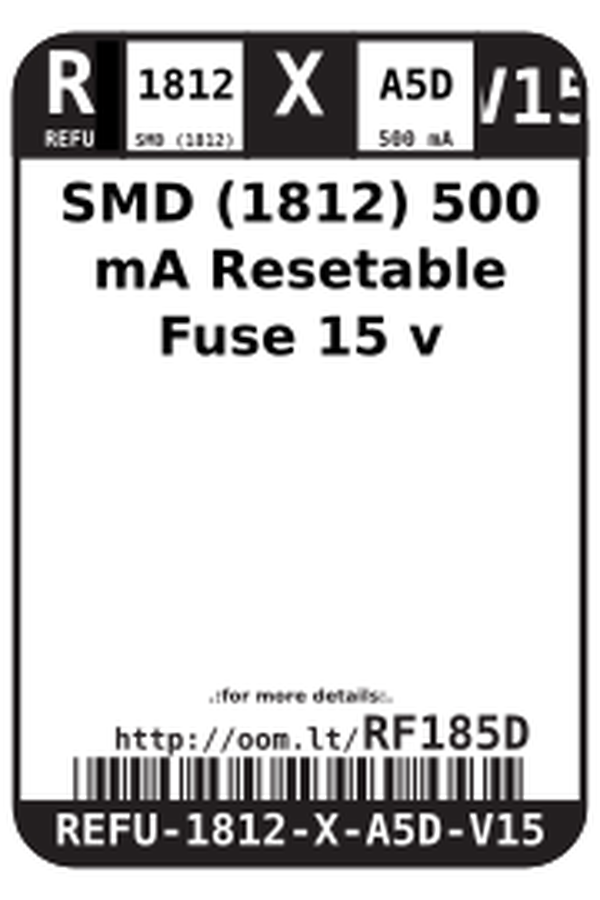 R 1812 X A5D V15
REFU SMD (1812) 500 mA
SMD (1812) 500
mA Resetable
Fuse 15 v
.:for more details:.
http://oom.lt/RF185D
REFU-1812-X-A5D-V15